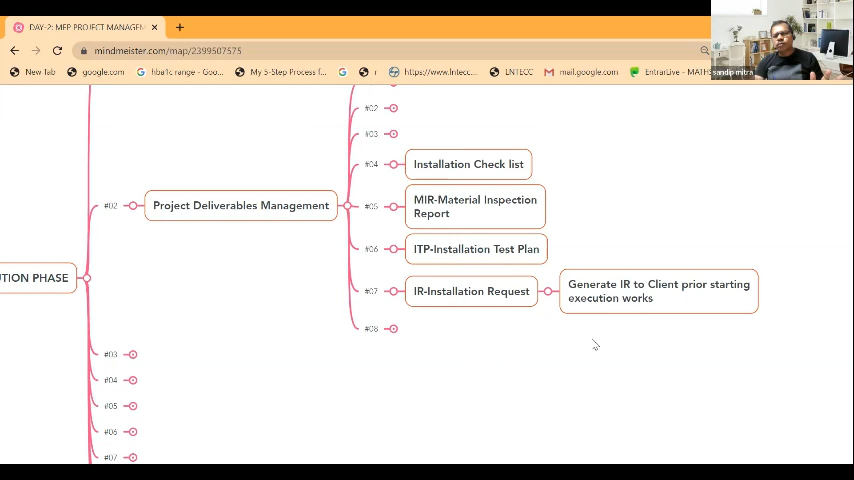 DAY-2: MEP PROJECT MANAGEM
mindmeister.com/map/2399507575
New Tab
google.com
hba1c range - Goo...
My 5-Step Process f...
r
https://www.lntecc...
LNTECC
mail.google.com
EntrarLive - MATHS
sandip mitra
#02
#03
#04
Installation Check list
#05
MIR-Material Inspection
Report
#02
Project Deliverables Management
#06
ITP-Installation Test Plan
#07
IR-Installation Request
Generate IR to Client prior starting
execution works
UTION PHASE
#08
#03
#04
#05
#06
#07